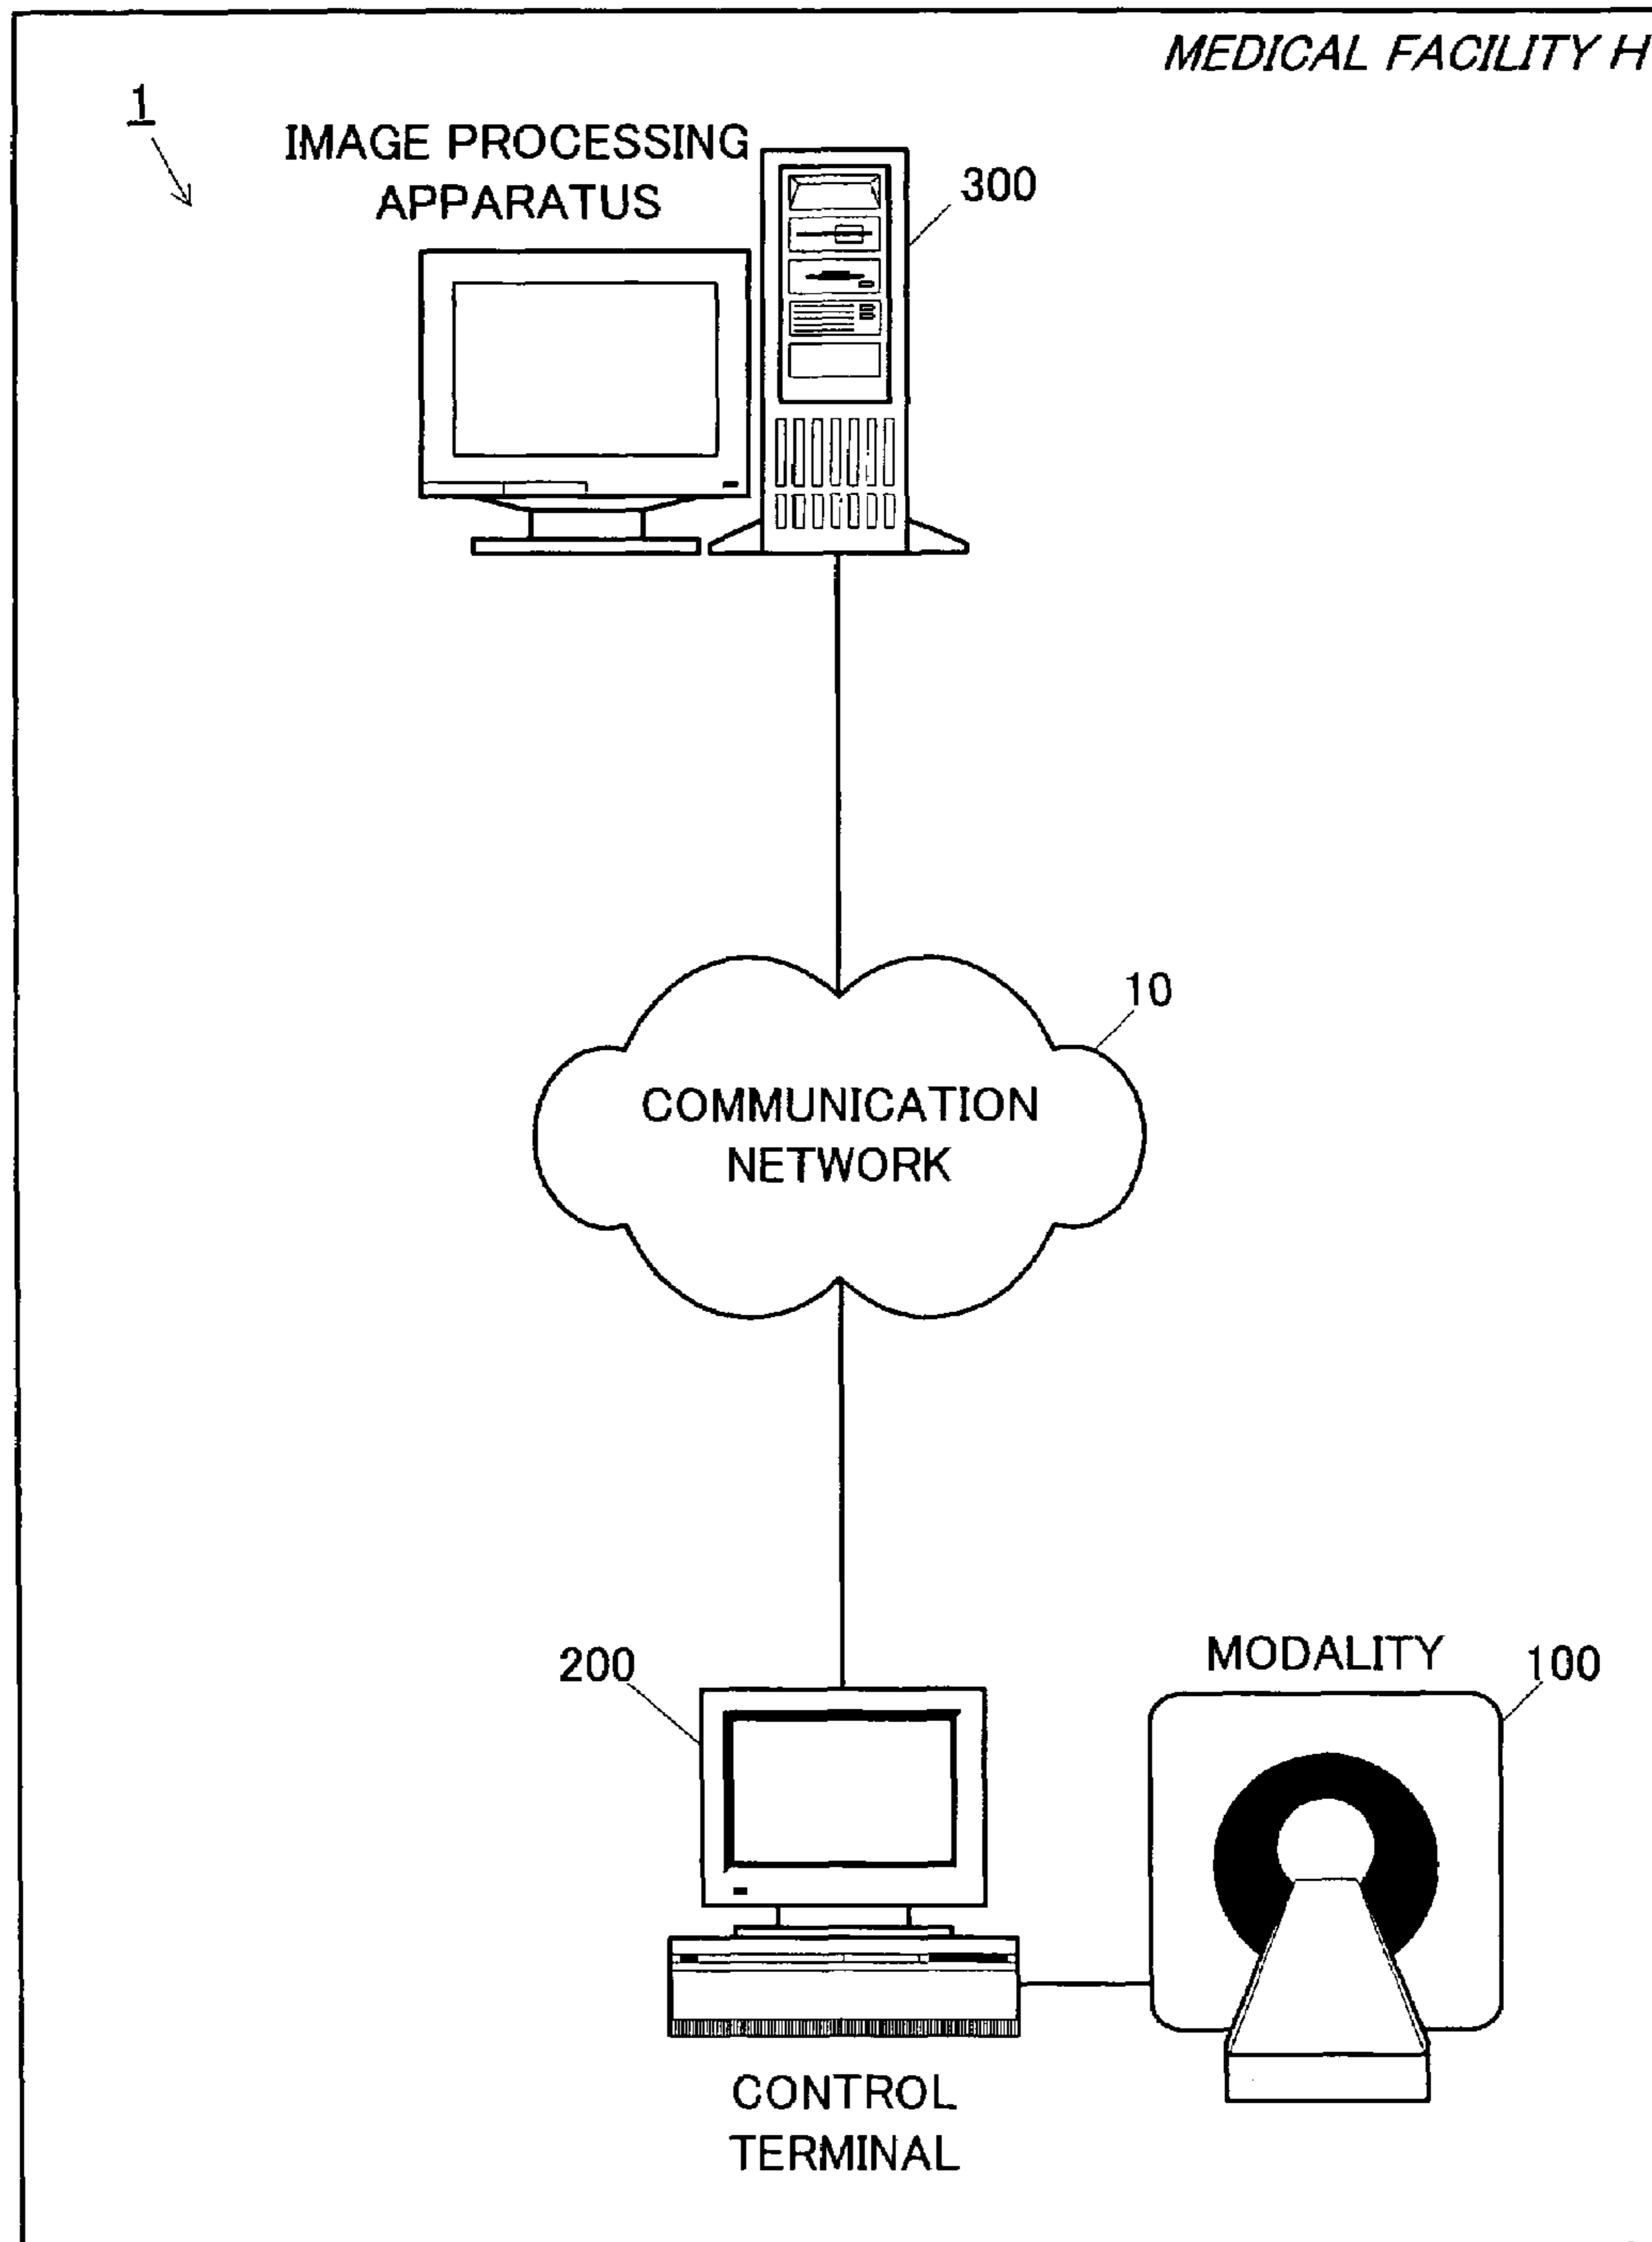 MEDICAL FACILITY H
1
IMAGE PROCESSING
APPARATUS
300
10
COMMUNICATION
NETWORK
200
MODALITY
100
CONTROL
TERMINAL